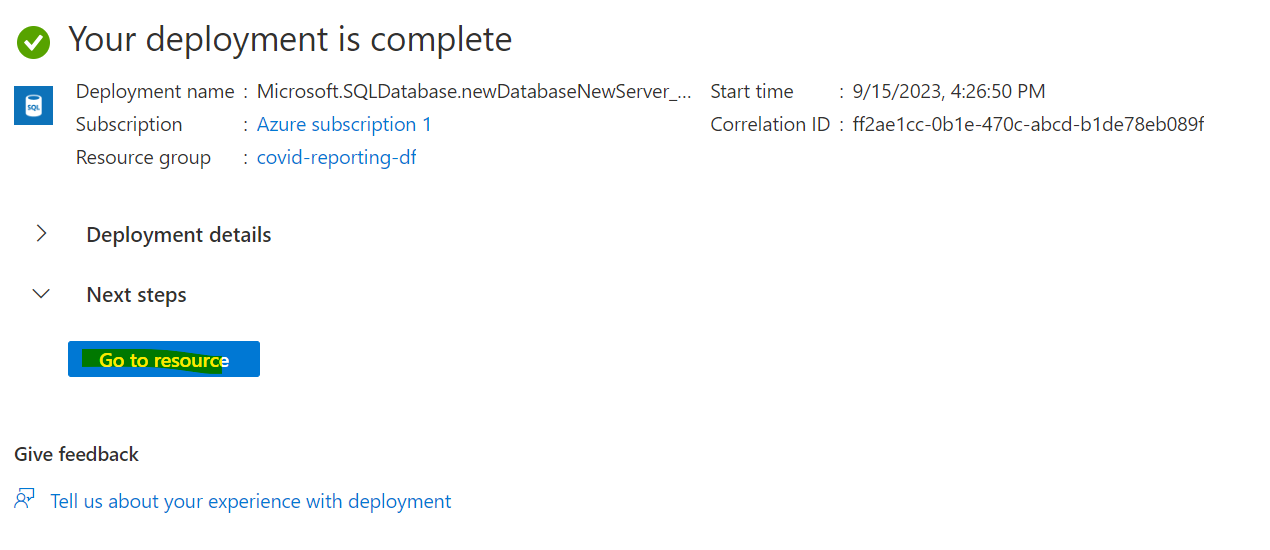 Your deployment is complete
SQL
Deployment name : Microsoft.SQLDatabase.newDatabaseNewServer_... Start time : 9/15/2023, 4:26:50 PM
Subscription : Azure subscription 1 Correlation ID : ff2ae1cc-0b1e-470c-abcd-b1de78eb089f
Resource group : covid-reporting-df
Deployment details
Next steps
Go to resource
Give feedback
Tell us about your experience with deployment